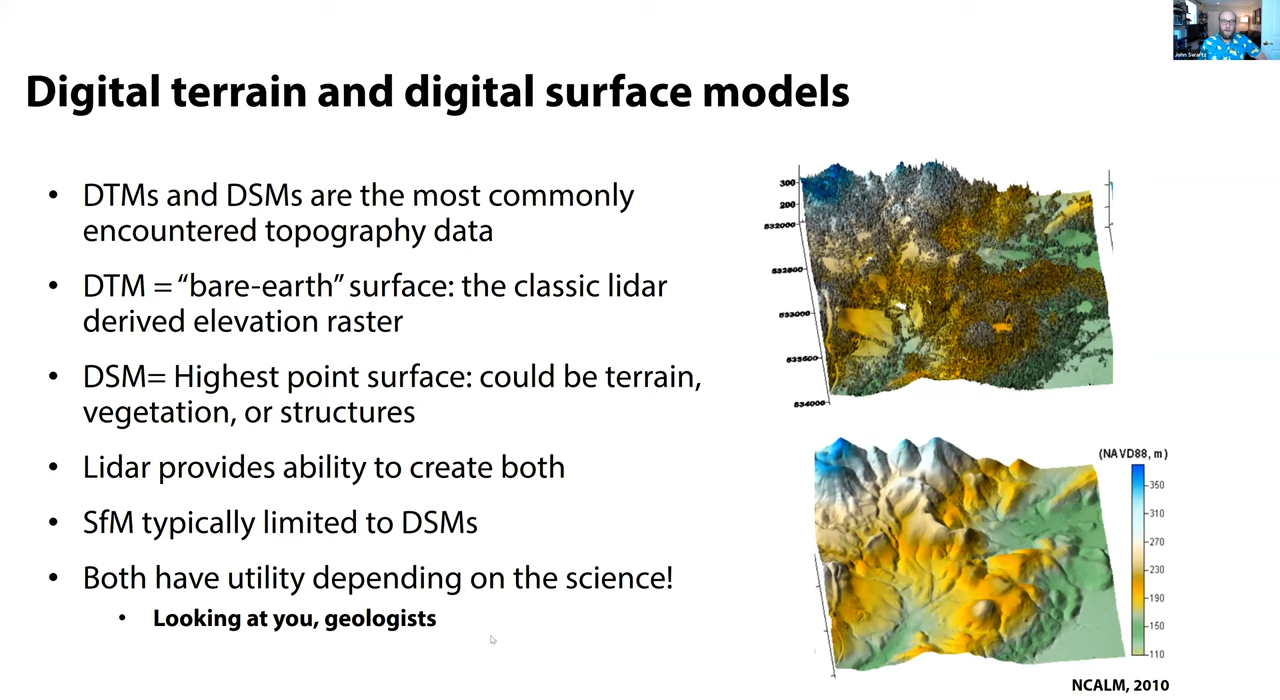 John Swartz
Digital terrain and digital surface models
• DTMs and DSMs are the most commonly
encountered topography data
• DTM = “bare-earth” surface: the classic lidar
derived elevation raster
• DSM= Highest point surface: could be terrain,
vegetation, or structures
• Lidar provides ability to create both
• SfM typically limited to DSMs
• Both have utility depending on the science!
• Looking at you, geologists
300
200
532000
532500
533000
533500
534000
(NAVD88, m)
350
310
270
230
190
150
110
NCALM, 2010